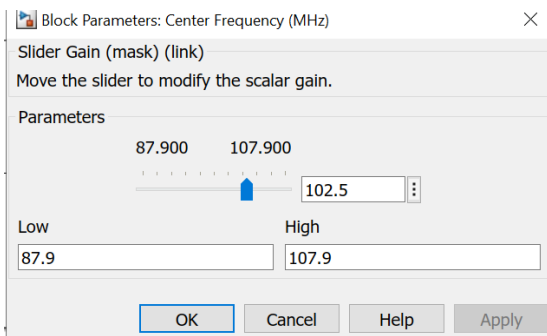 Block Parameters: Center Frequency (MHz)
Slider Gain (mask) (link)
Move the slider to modify the scalar gain.
Parameters
87.900 107.900
102.5
Low High
87.9 107.9
OK Cancel Help Apply